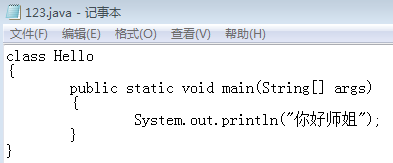 123.java - 记事本
文件(F) 编辑(E) 格式(O) 查看(V) 帮助(H)
class Hello
{
        public static void main(String[] args)
        {
                System.out.println("你好师姐");
        }
}